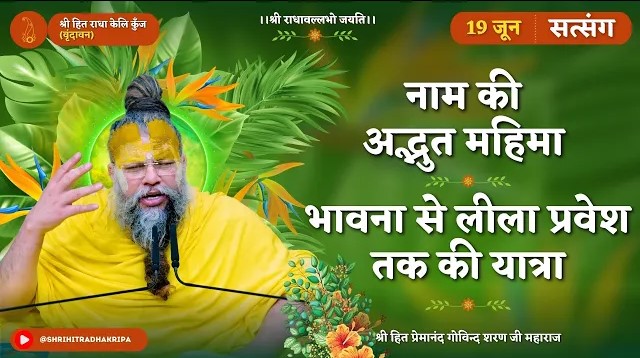 श्री हित राधा केलि कुँज
(वृंदावन)
।।श्री राधावल्लभो जयति।।
19 जून
सत्संग
नाम की
अद्भुत महिमा
भावना से लीला प्रवेश
तक की यात्रा
श्री हित प्रेमानंद गोविन्द शरण जी महाराज
@SHRIHITRADHAKRIPA